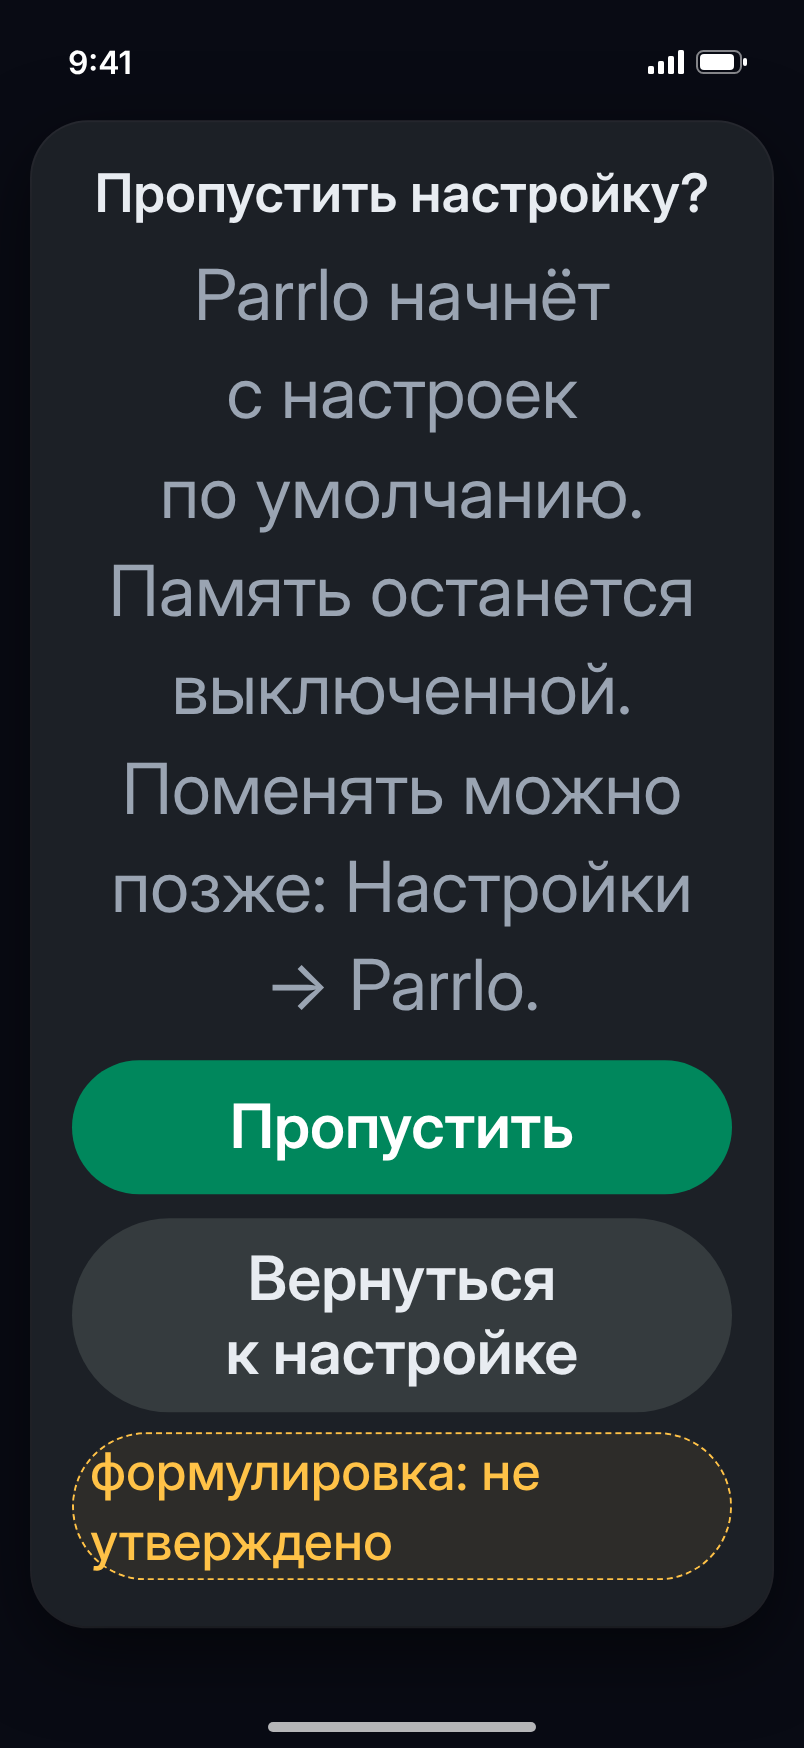 9:41
Пропустить настройку?
Parrlo начнёт
с настроек
по умолчанию.
Память останется
выключенной.
Поменять можно
позже: Настройки
→ Parrlo.
Пропустить
Вернуться
к настройке
формулировка: не
утверждено